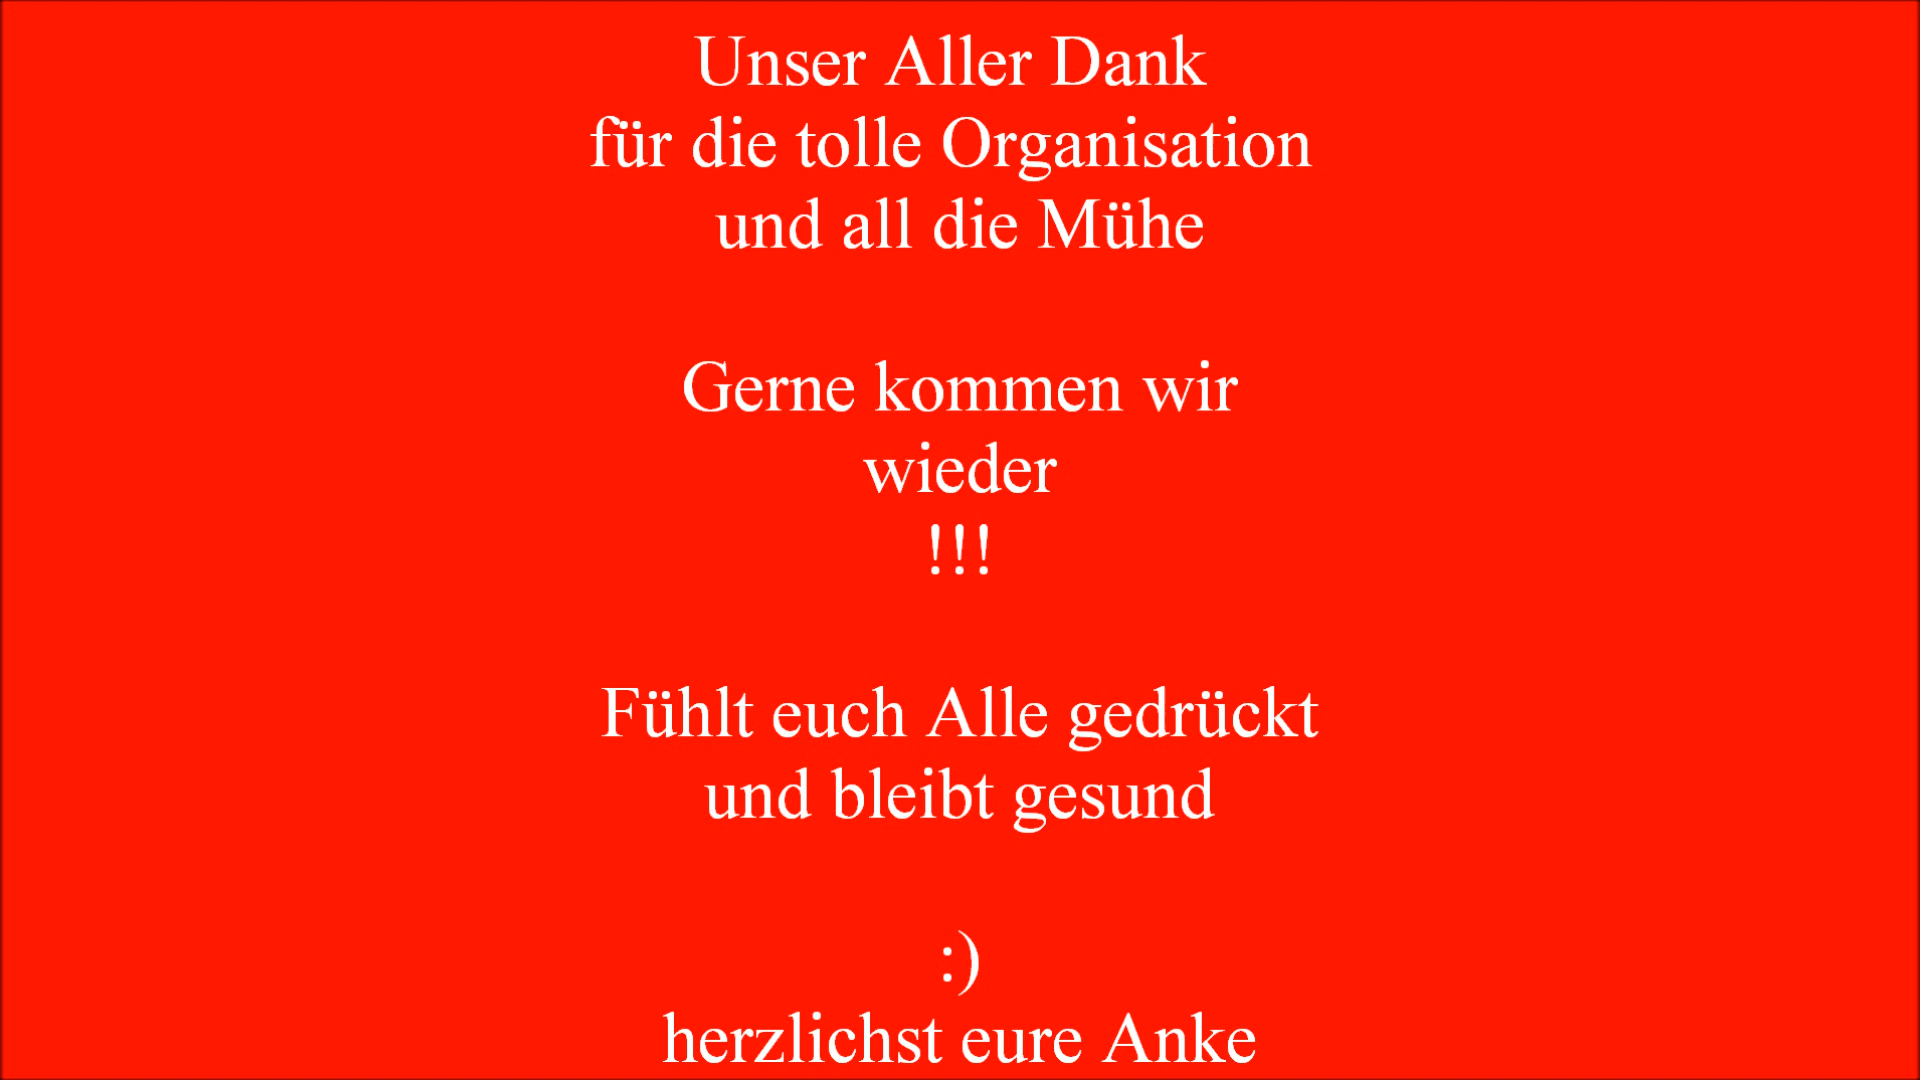 Unser Aller Dank
für die tolle Organisation
und all die Mühe
Gerne kommen wir
wieder
!!!
Fühlt euch Alle gedrückt
und bleibt gesund
:)
herzlichst eure Anke